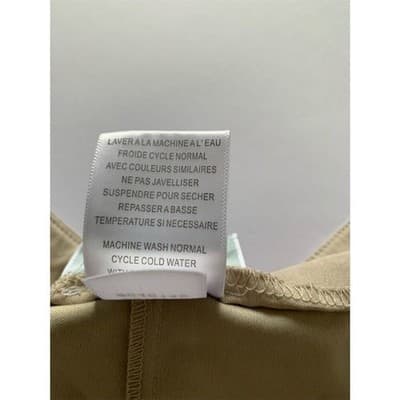 LAVER A LA MACHINE A L' EAU
FROIDE CYCLE NORMAL
AVEC COULEURS SIMILAIRES
NE PAS JAVELLISER
SUSPENDRE POUR SECHER
REPASSER A BASSE
TEMPERATURE SI NECESSAIRE
MACHINE WASH NORMAL
CYCLE COLD WATER